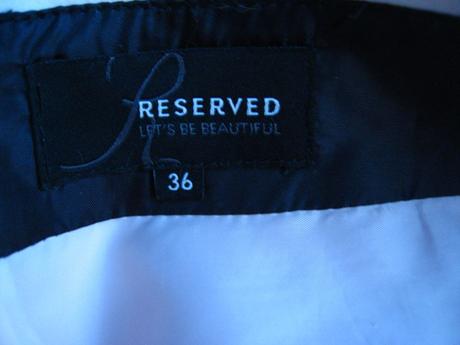 R
RESERVED
LET'S BE BEAUTIFUL
36